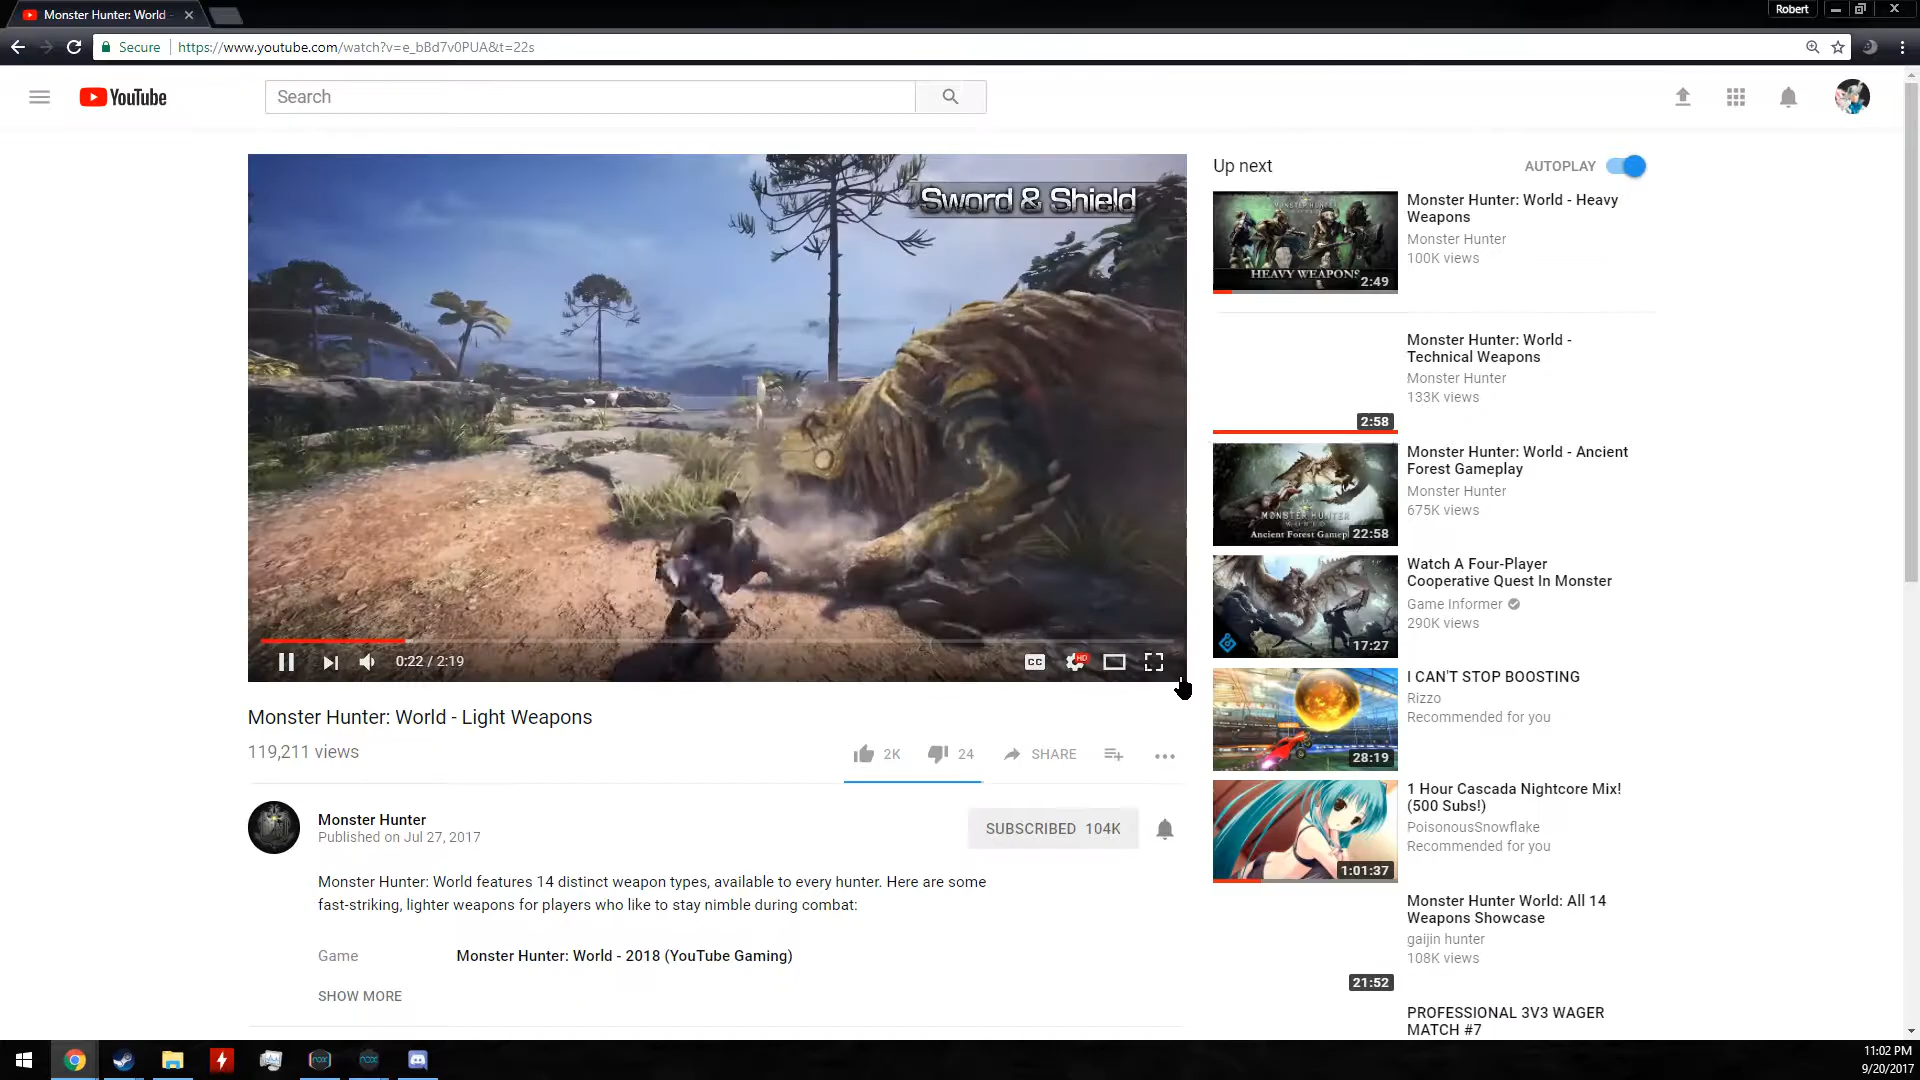 Monster Hunter: World
Robert
Secure
https://www.youtube.com/watch?v=e_bBd7v0PUA&t=22s
YouTube
Search
Sword & Shield
0:22 / 2:19
CC
HD
Monster Hunter: World - Light Weapons
119,211 views
2K
24
SHARE
Monster Hunter
Published on Jul 27, 2017
SUBSCRIBED 104K
Monster Hunter: World features 14 distinct weapon types, available to every hunter. Here are some
fast-striking, lighter weapons for players who like to stay nimble during combat:
Game
Monster Hunter: World - 2018 (YouTube Gaming)
SHOW MORE
Up next
AUTOPLAY
HEAVY WEAPONS
2:49
Monster Hunter: World - Heavy
Weapons
Monster Hunter
100K views
2:58
Monster Hunter: World -
Technical Weapons
Monster Hunter
133K views
MONSTER HUNTER
WORLD
Ancient Forest Gamepl
22:58
Monster Hunter: World - Ancient
Forest Gameplay
Monster Hunter
675K views
17:27
Watch A Four-Player
Cooperative Quest In Monster
Game Informer
290K views
28:19
I CAN'T STOP BOOSTING
Rizzo
Recommended for you
1:01:37
1 Hour Cascada Nightcore Mix!
(500 Subs!)
PoisonousSnowflake
Recommended for you
21:52
Monster Hunter World: All 14
Weapons Showcase
gaijin hunter
108K views
PROFESSIONAL 3V3 WAGER
MATCH #7
11:02 PM
9/20/2017